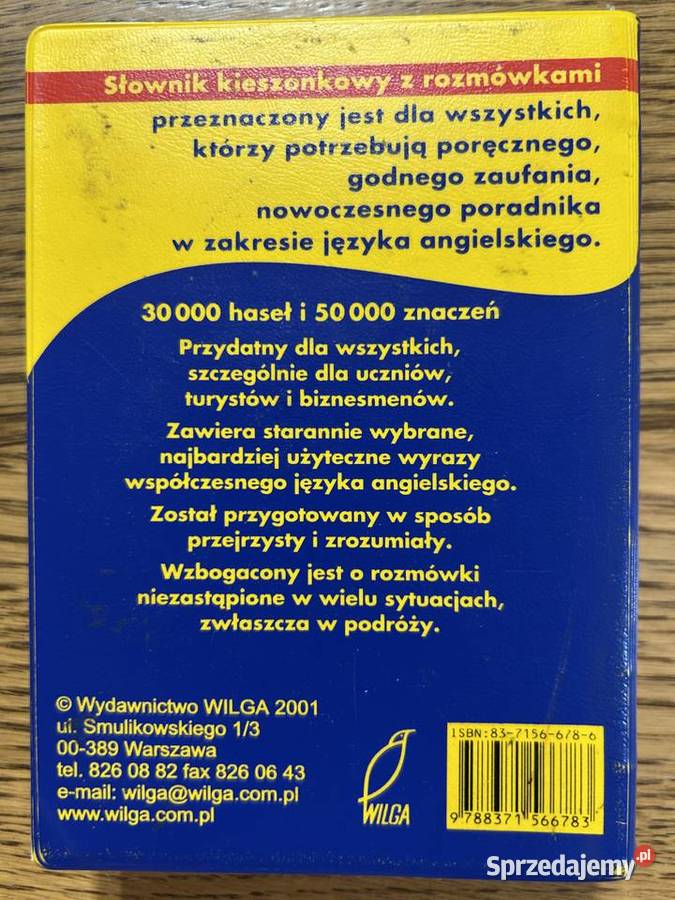 Słownik kieszonkowy z rozmówkami
przeznaczony jest dla wszystkich,
którzy potrzebują poręcznego,
godnego zaufania,
nowoczesnego poradnika
w zakresie języka angielskiego.
30 000 haseł i 50 000 znaczeń
Przydatny dla wszystkich,
szczególnie dla uczniów,
turystów i biznesmenów.
Zawiera starannie wybrane,
najbardziej użyteczne wyrazy
współczesnego języka angielskiego.
Został przygotowany w sposób
przejrzysty i zrozumiały.
Wzbogacony jest o rozmówki
niezastąpione w wielu sytuacjach,
zwłaszcza w podróży.
© Wydawnictwo WILGA 2001
ul. Smulikowskiego 1/3
00-389 Warszawa
tel. 826 08 82 fax 826 06 43
e-mail: wilga@wilga.com.pl
www.wilga.com.pl
WILGA
ISBN:83-7156-678-6
9 788371 566783
Sprzedajemy.pl